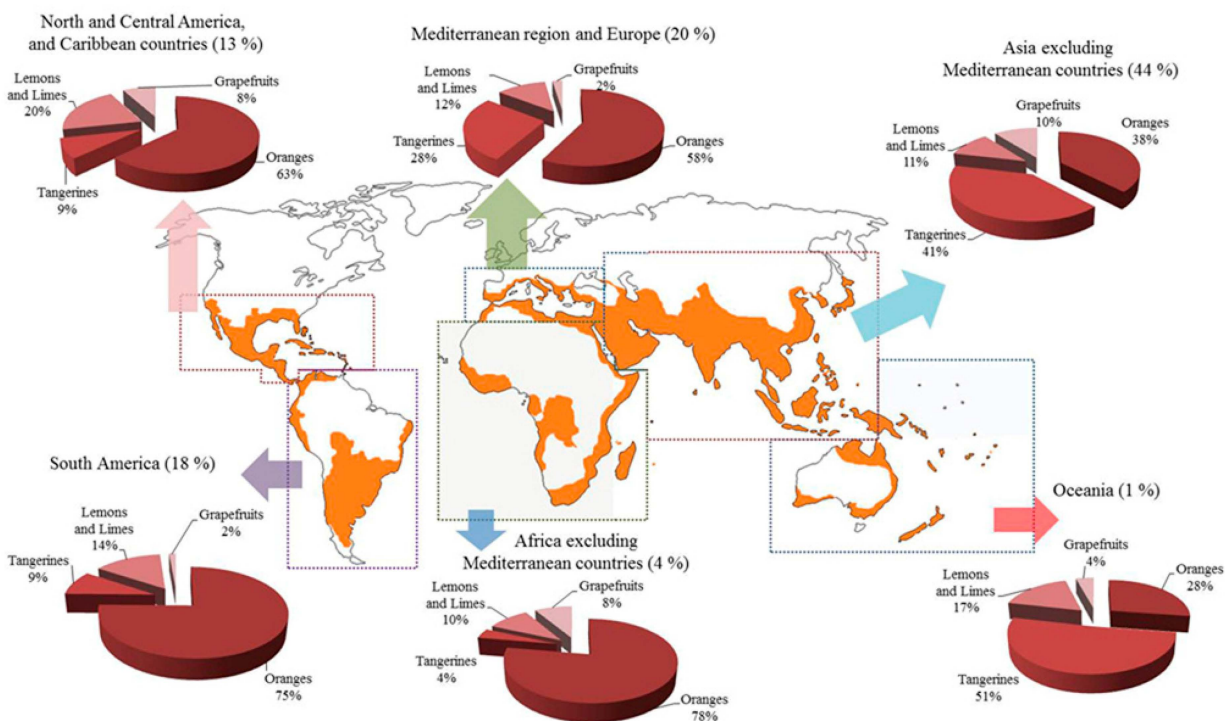 North and Central America,
and Caribbean countries (13 %)
Lemons
and Limes
20%
Grapefruits
8%
Tangerines
9%
Oranges
63%
Mediterranean region and Europe (20 %)
Lemons
and Limes
12%
Grapefruits
2%
Tangerines
28%
Oranges
58%
Asia excluding
Mediterranean countries (44 %)
Grapefruits
10%
Lemons
and Limes
11%
Oranges
38%
Tangerines
41%
South America (18 %)
Lemons
and Limes
14%
Grapefruits
2%
Tangerines
9%
Oranges
75%
Africa excluding
Mediterranean countries (4 %)
Lemons
and Limes
10%
Grapefruits
8%
Tangerines
4%
Oranges
78%
Oceania (1 %)
Grapefruits
4%
Lemons
and Limes
17%
Oranges
28%
Tangerines
51%